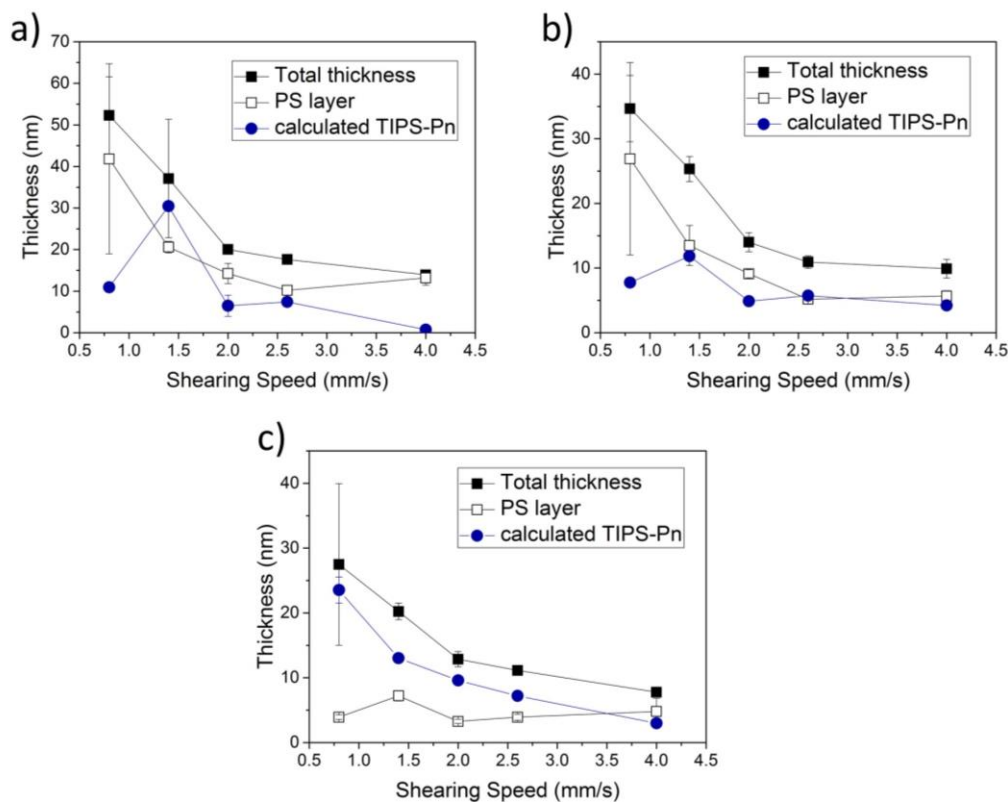 a)
70
60
50
40
30
20
10
0
Thickness (nm)
Total thickness
PS layer
calculated TIPS-Pn
0.5 1.0 1.5 2.0 2.5 3.0 3.5 4.0 4.5
Shearing Speed (mm/s)
b)
40
30
20
10
0
Thickness (nm)
Total thickness
PS layer
calculated TIPS-Pn
0.5 1.0 1.5 2.0 2.5 3.0 3.5 4.0 4.5
Shearing Speed (mm/s)
c)
40
30
20
10
0
Thickness (nm)
Total thickness
PS layer
calculated TIPS-Pn
0.5 1.0 1.5 2.0 2.5 3.0 3.5 4.0 4.5
Shearing Speed (mm/s)